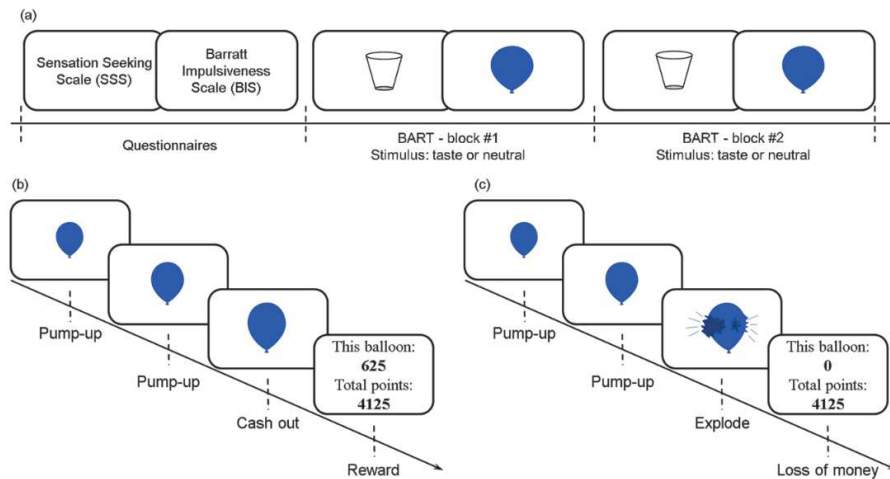 (a)
Sensation Seeking
Scale (SSS)
Barratt
Impulsiveness
Scale (BIS)
Questionnaires
BART - block #1
Stimulus: taste or neutral
BART - block #2
Stimulus: taste or neutral
(b)
Pump-up
Pump-up
Cash out
This balloon:
625
Total points:
4125
Reward
(c)
Pump-up
Pump-up
Explode
This balloon:
0
Total points:
4125
Loss of money